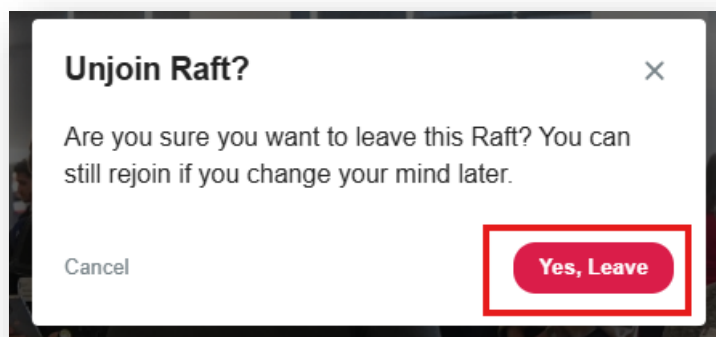 Unjoin Raft?
Are you sure you want to leave this Raft? You can
still rejoin if you change your mind later.
Cancel
Yes, Leave